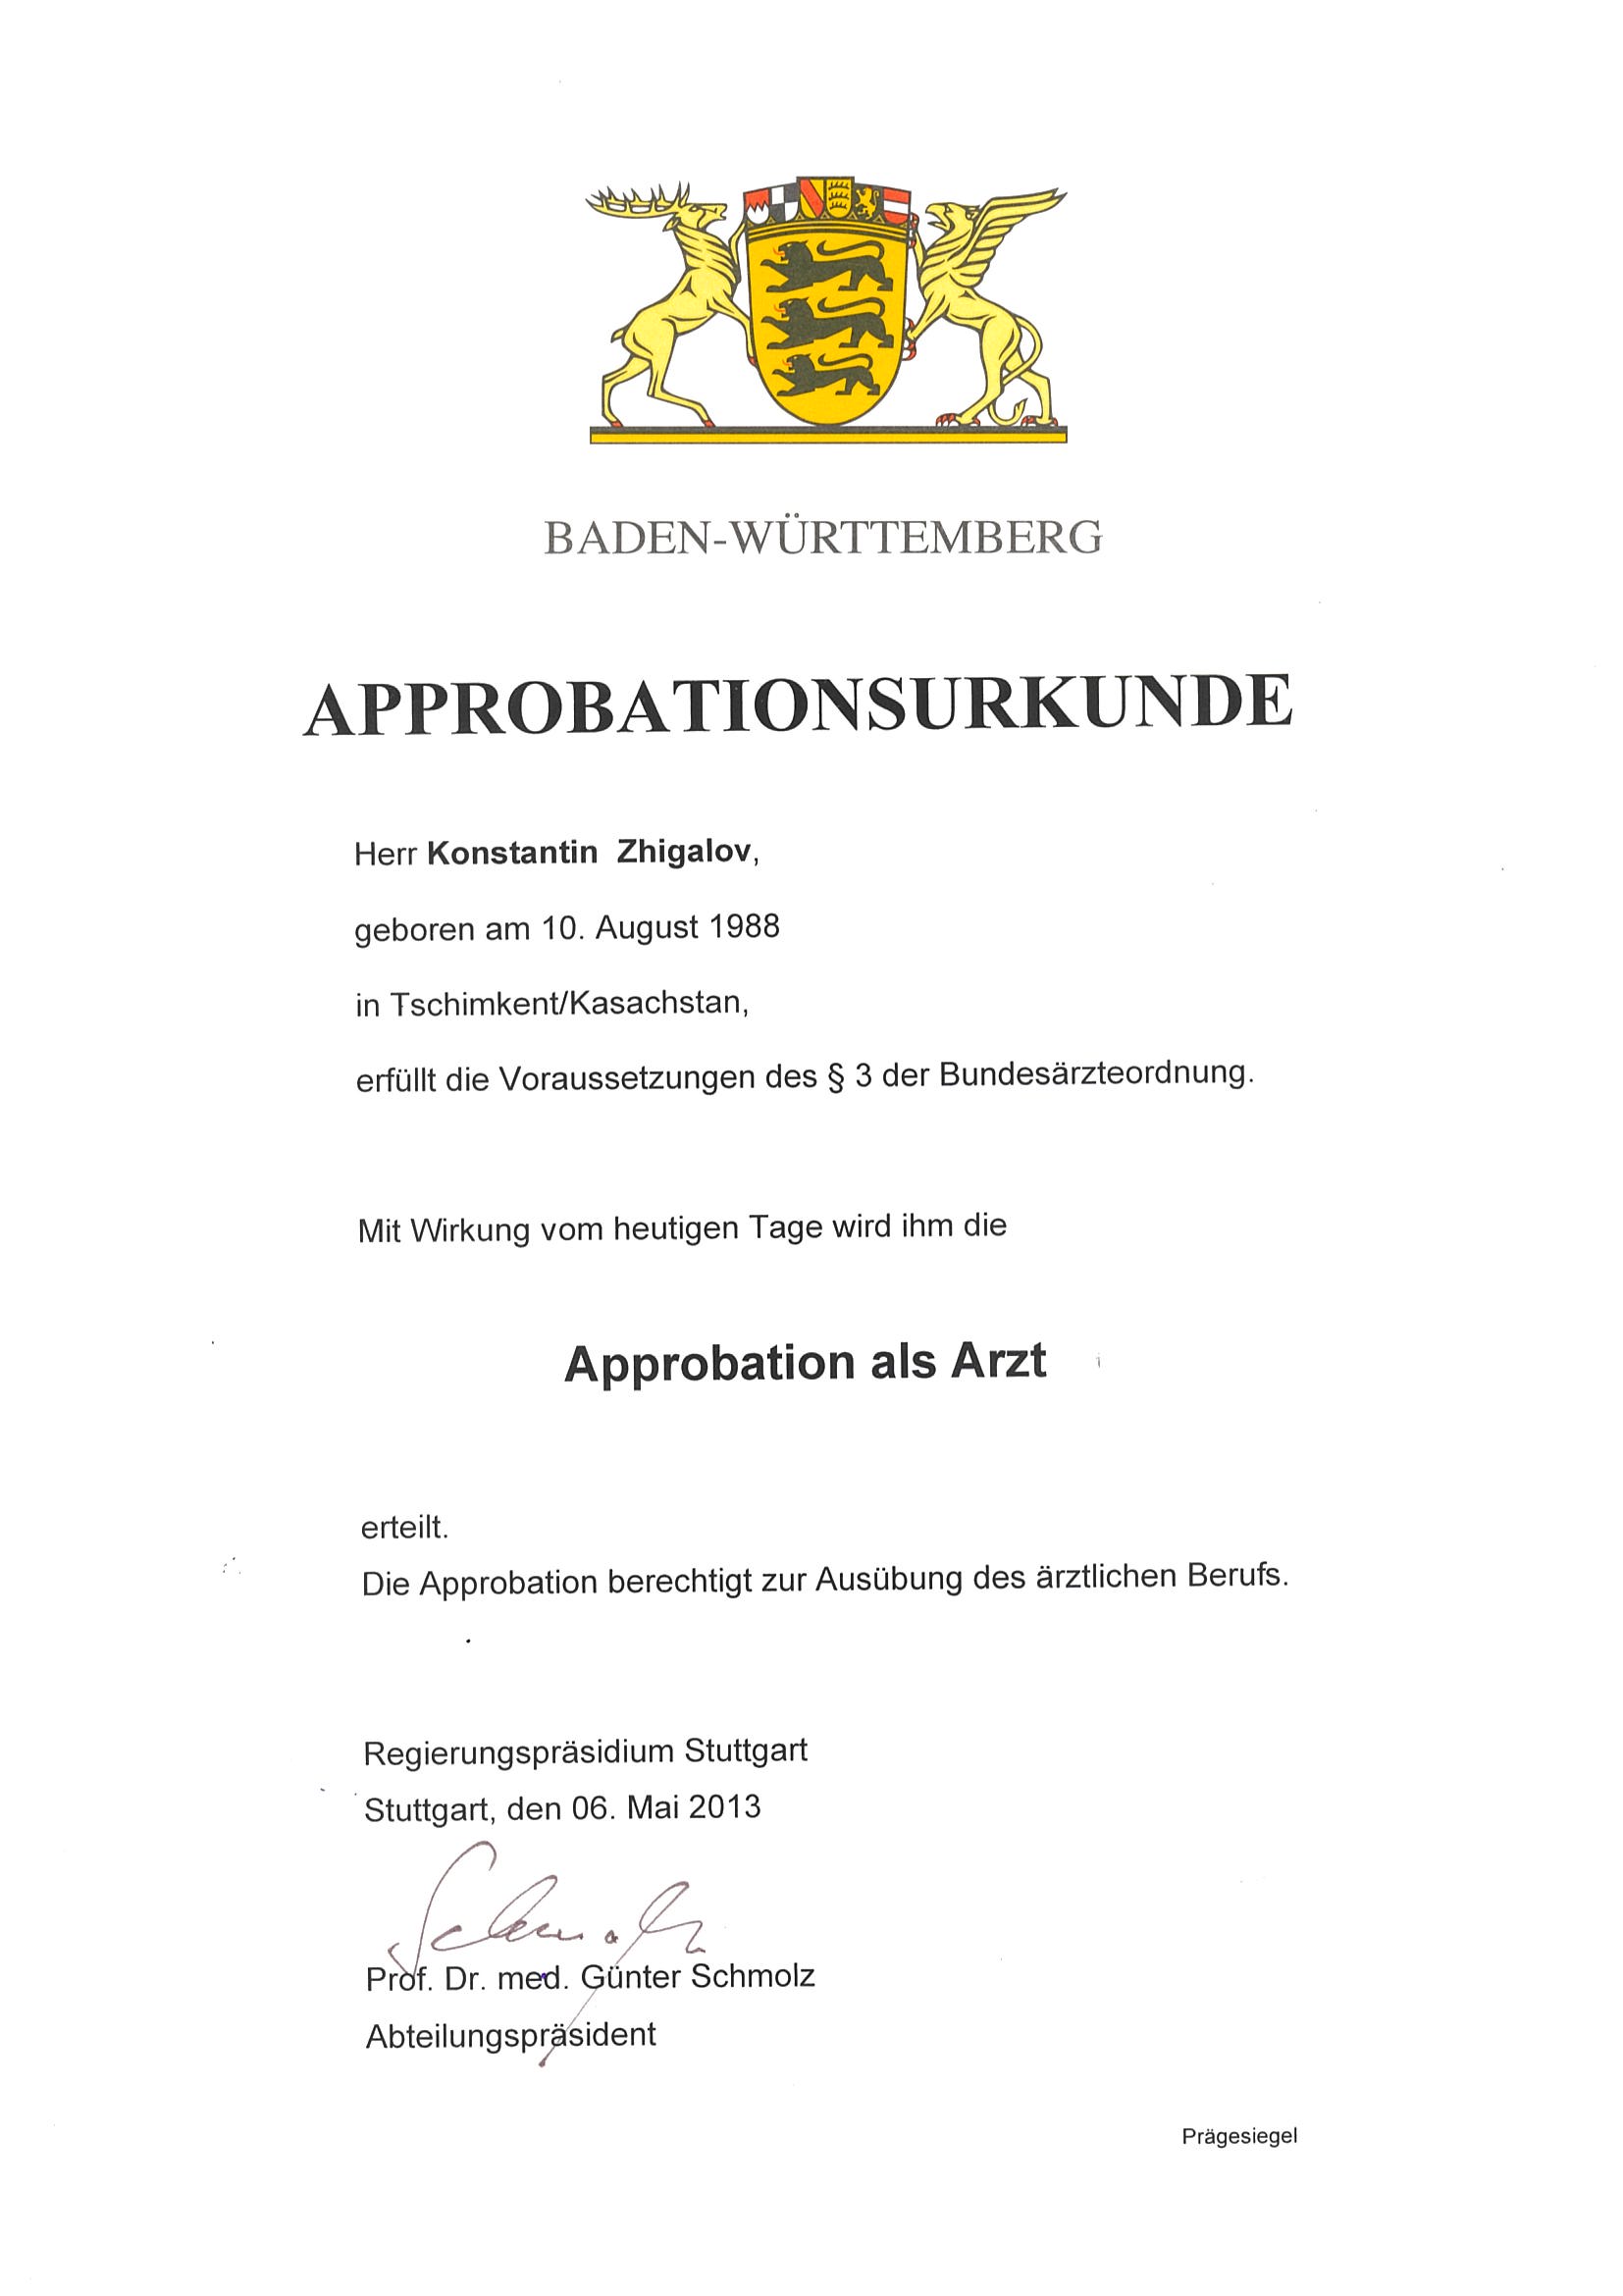 BADEN-WÜRTTEMBERG
APPROBATIONSURKUNDE
Herr Konstantin Zhigalov,
geboren am 10. August 1988
in Tschimkent/Kasachstan,
erfüllt die Voraussetzungen des § 3 der Bundesärzteordnung.
Mit Wirkung vom heutigen Tage wird ihm die
Approbation als Arzt
erteilt.
Die Approbation berechtigt zur Ausübung des ärztlichen Berufs.
Regierungspräsidium Stuttgart
Stuttgart, den 06. Mai 2013
Prof. Dr. med. Günter Schmolz
Abteilungspräsident
Prägesiegel